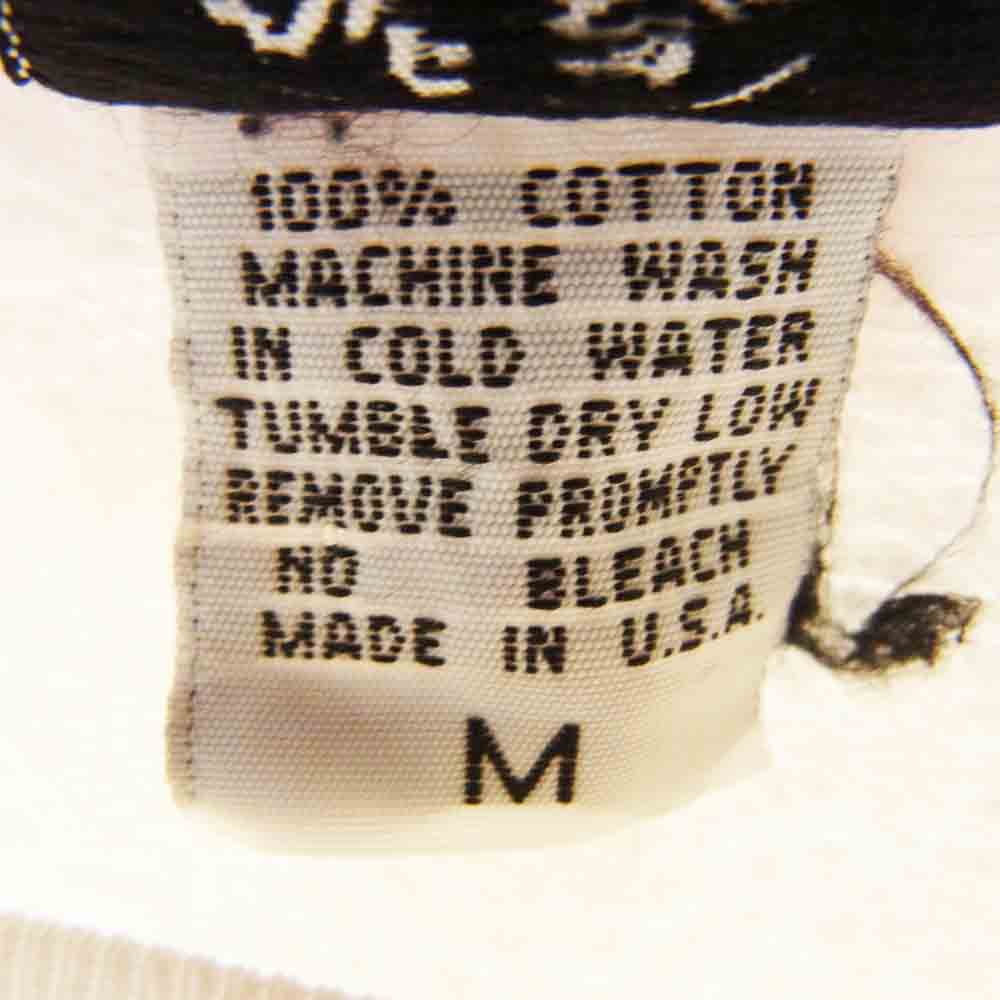 100% COTTON
MACHINE WASH
IN COLD WATER
TUMBLE DRY LOW
REMOVE PROMPTLY
NO BLEACH
MADE IN U.S.A.
M